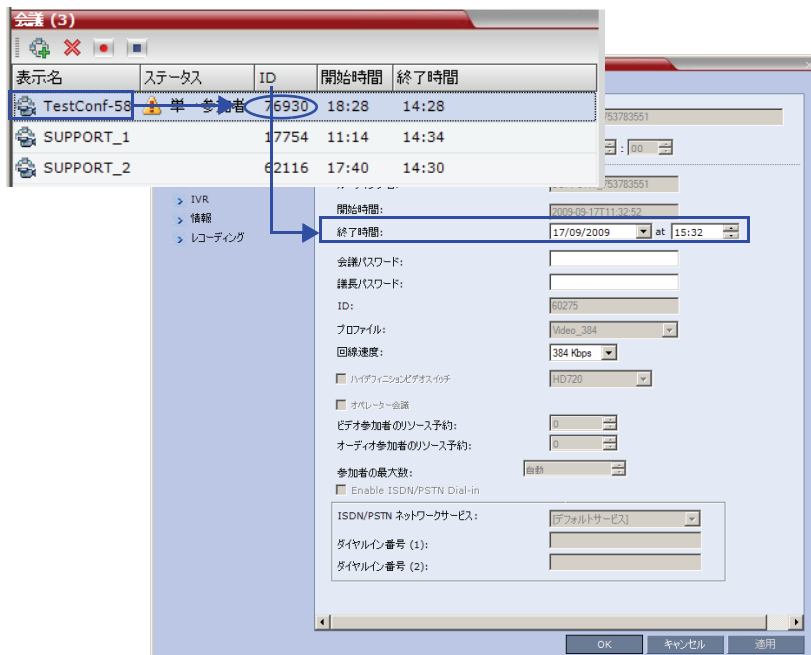 会議 (3)
表示名 ステータス ID 開始時間 終了時間
TestConf-58 単一参加者 76930 18:28 14:28
SUPPORT_1 17754 11:14 14:34
SUPPORT_2 62116 17:40 14:30
753783551
: 00
753783551
IVR
情報
レコーディング
開始時間: 2009-09-17T11:32:52
終了時間: 17/09/2009 at 15:32
会議パスワード:
議長パスワード:
ID: 60275
プロファイル: Video_384
回線速度: 384 Kbps
ハイデフィニションビデオスイッチ HD720
オペレーター会議
ビデオ参加者のリソース予約: 0
オーディオ参加者のリソース予約: 0
参加者の最大数: 自動
Enable ISDN/PSTN Dial-in
ISDN/PSTN ネットワークサービス: [デフォルトサービス]
ダイヤルイン番号 (1):
ダイヤルイン番号 (2):
OK キャンセル 適用